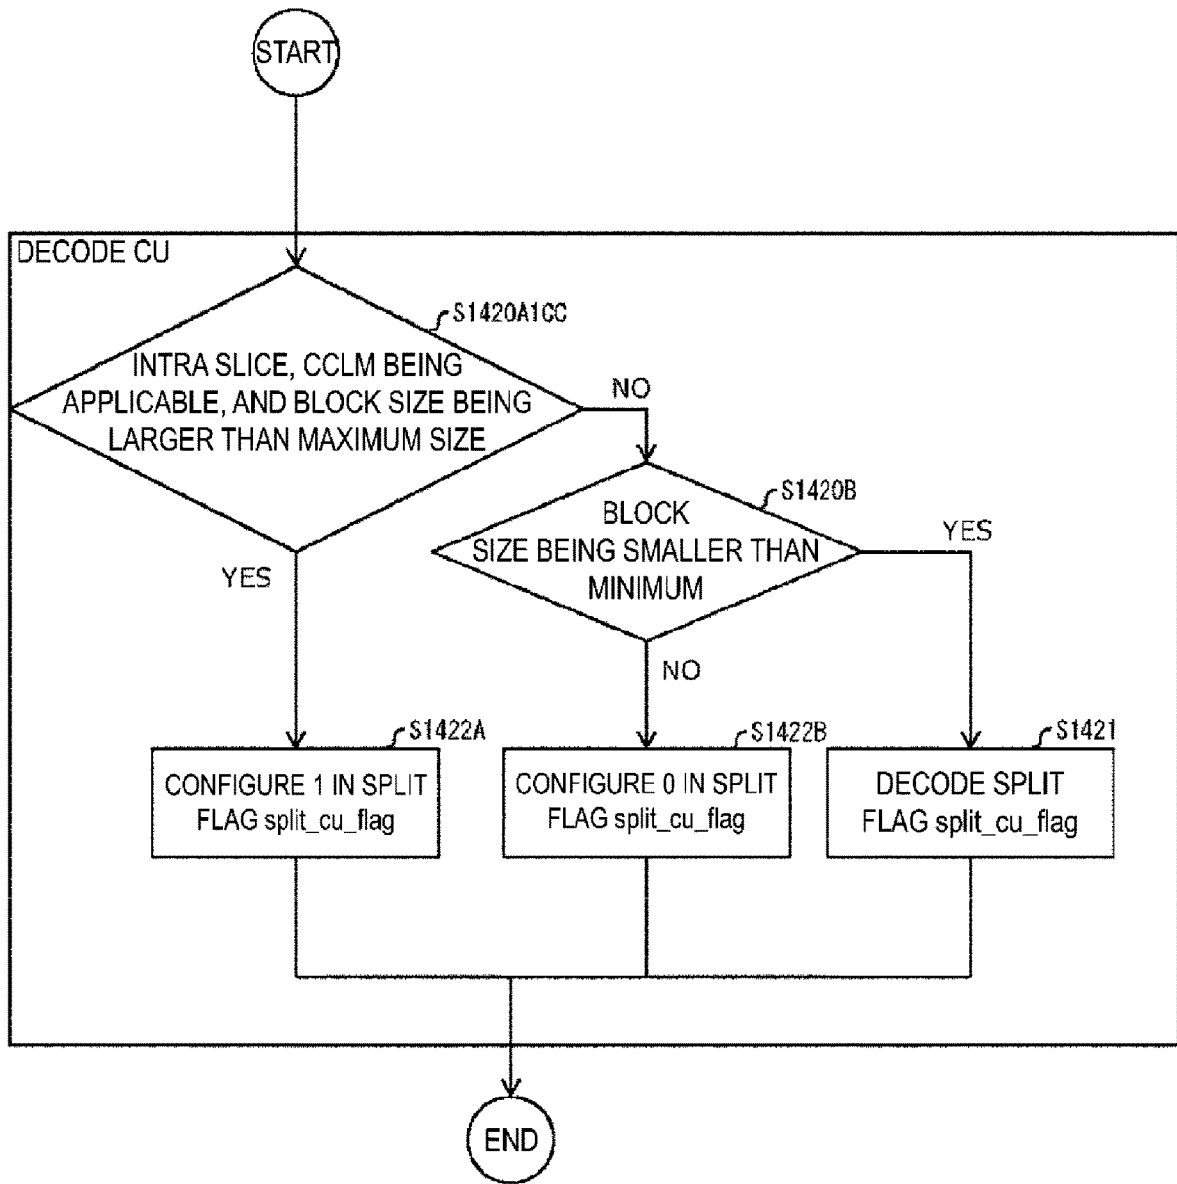 START
DECODE CU
S1420A1CC
INTRA SLICE, CCLM BEING
APPLICABLE, AND BLOCK SIZE BEING
LARGER THAN MAXIMUM SIZE
NO
S1420B
BLOCK
SIZE BEING SMALLER THAN
MINIMUM
YES
YES
NO
S1422A
CONFIGURE 1 IN SPLIT
FLAG split_cu_flag
S1422B
CONFIGURE 0 IN SPLIT
FLAG split_cu_flag
S1421
DECODE SPLIT
FLAG split_cu_flag
END